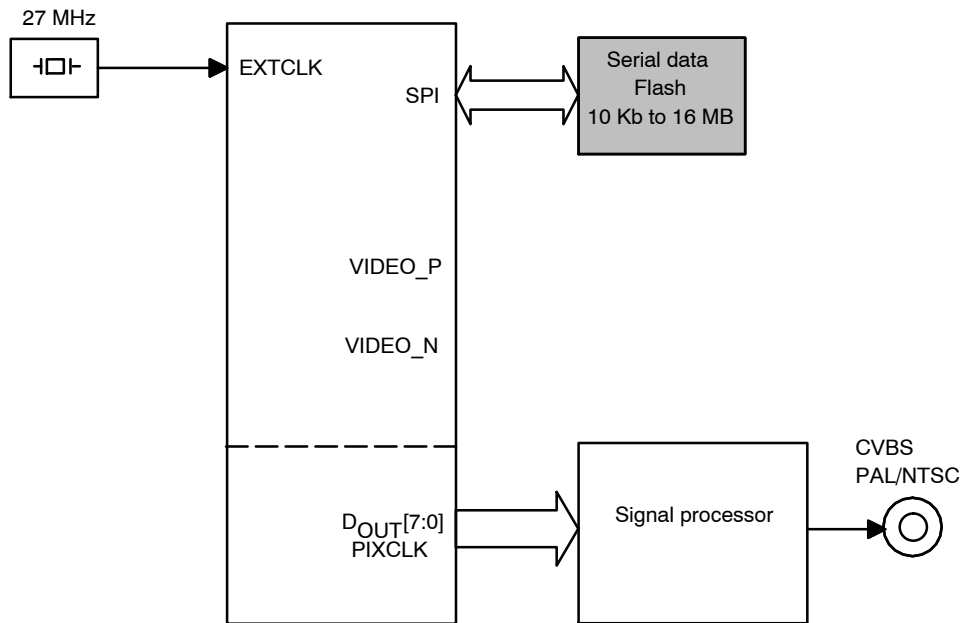 27 MHz
EXTCLK
SPI
Serial data
Flash
10 Kb to 16 MB
VIDEO_P
VIDEO_N
DOUT[7:0]
PIXCLK
Signal processor
CVBS
PAL/NTSC